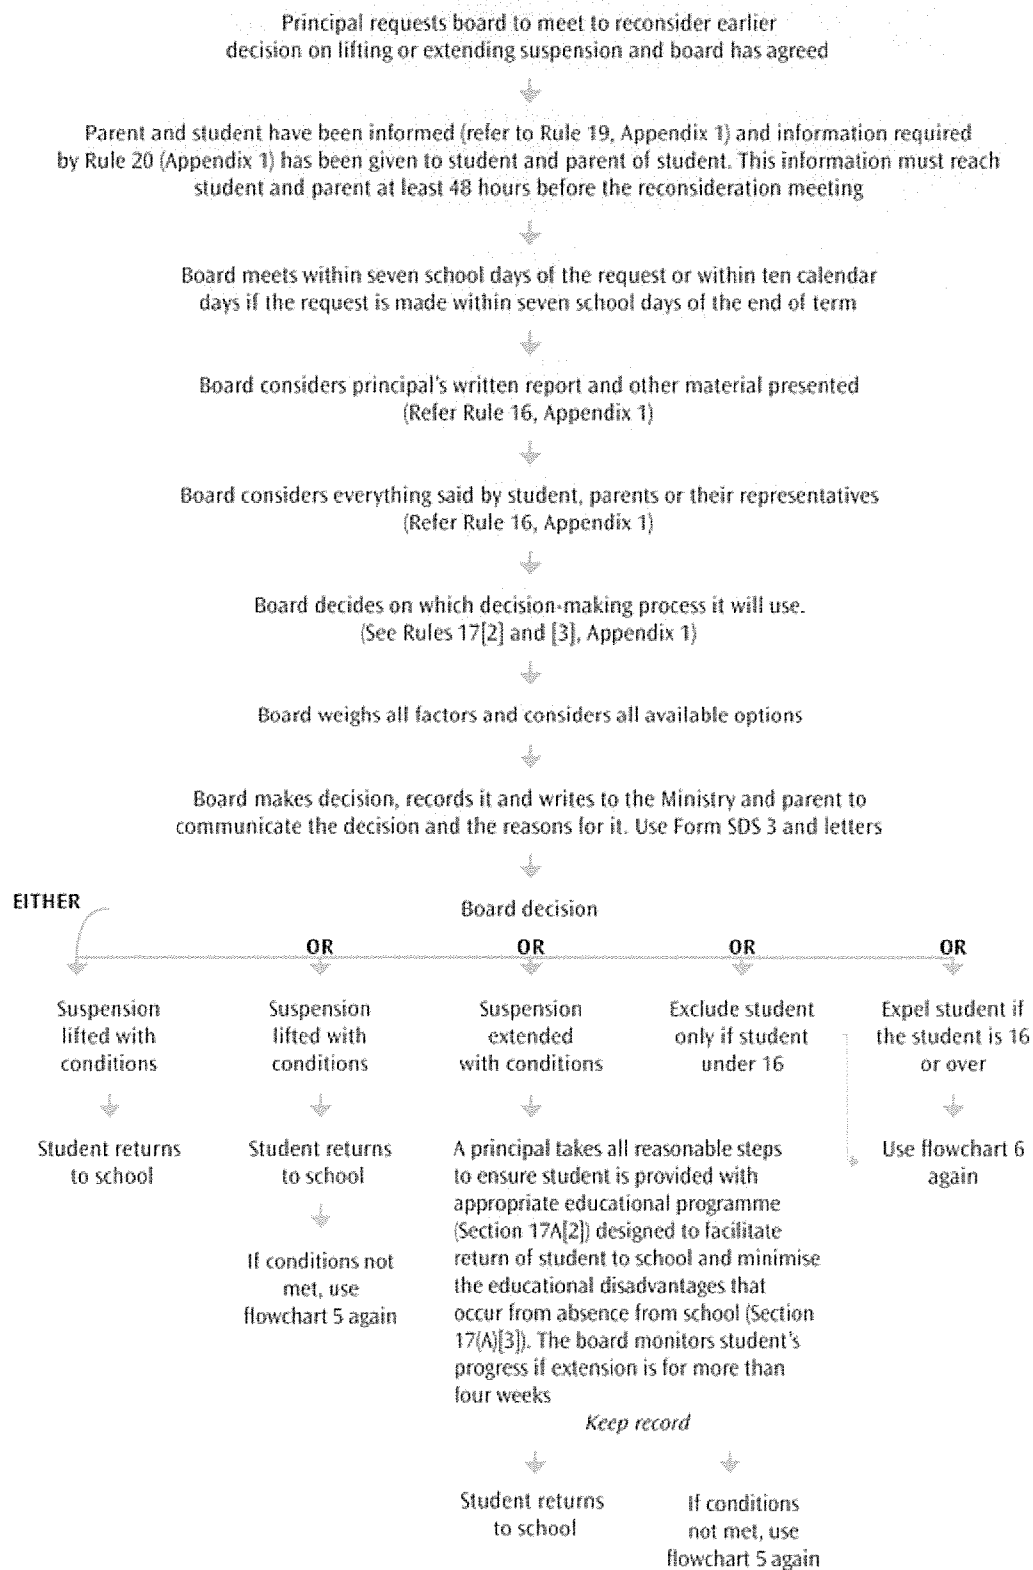 Principal requests board to meet to reconsider earlier
decision on lifting or extending suspension and board has agreed
Parent and student have been informed (refer to Rule 19, Appendix 1) and information required
by Rule 20 (Appendix 1) has been given to student and parent of student. This information must reach
student and parent at least 48 hours before the reconsideration meeting
Board meets within seven school days of the request or within ten calendar
days if the request is made within seven school days of the end of term
Board considers principal's written report and other material presented
(Refer Rule 16, Appendix 1)
Board considers everything said by student, parents or their representatives
(Refer Rule 16, Appendix 1)
Board decides on which decision-making process it will use.
(See Rules 17[2] and [3], Appendix 1)
Board weighs all factors and considers all available options
Board makes decision, records it and writes to the Ministry and parent to
communicate the decision and the reasons for it. Use Form SDS 3 and letters
EITHER
Board decision
OR
OR
OR
OR
Suspension
lifted with
conditions
Student returns
to school
Suspension
lifted with
conditions
Student returns
to school
If conditions not
met, use
flowchart 5 again
Suspension
extended
with conditions
A principal takes all reasonable steps
to ensure student is provided with
appropriate educational programme
(Section 17A[2]) designed to facilitate
return of student to school and minimise
the educational disadvantages that
occur from absence from school (Section
17(A)[3]). The board monitors student's
progress if extension is for more than
four weeks
Keep record
Student returns
to school
If conditions
not met, use
flowchart 5 again
Exclude student
only if student
under 16
Expel student if
the student is 16
or over
Use flowchart 6
again